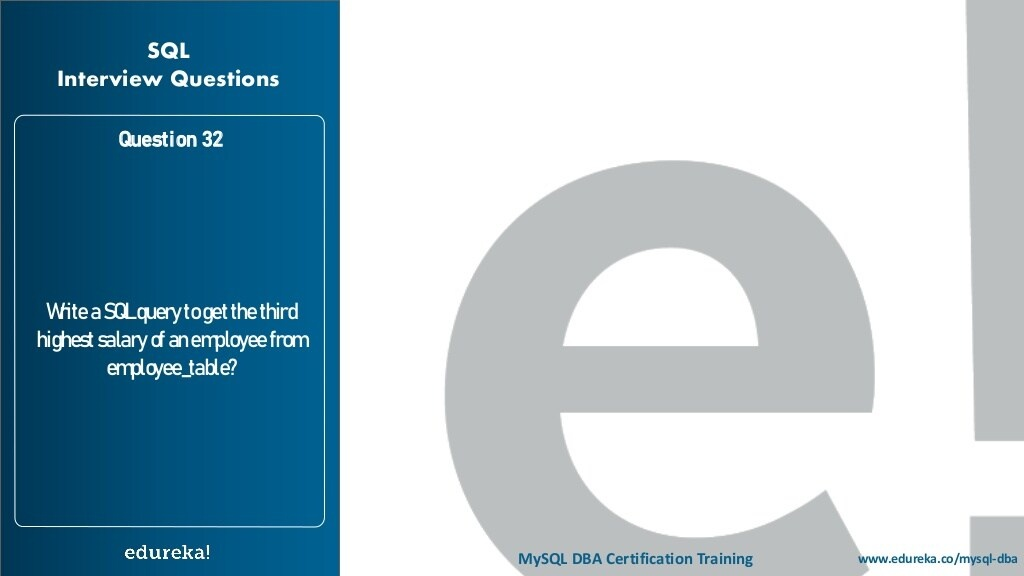 SQL
Interview Questions
Question 32
Write a SQL query to get the third
highest salary of an employee from
employee_table?
edureka!
e!
MySQL DBA Certification Training
www.edureka.co/mysql-dba